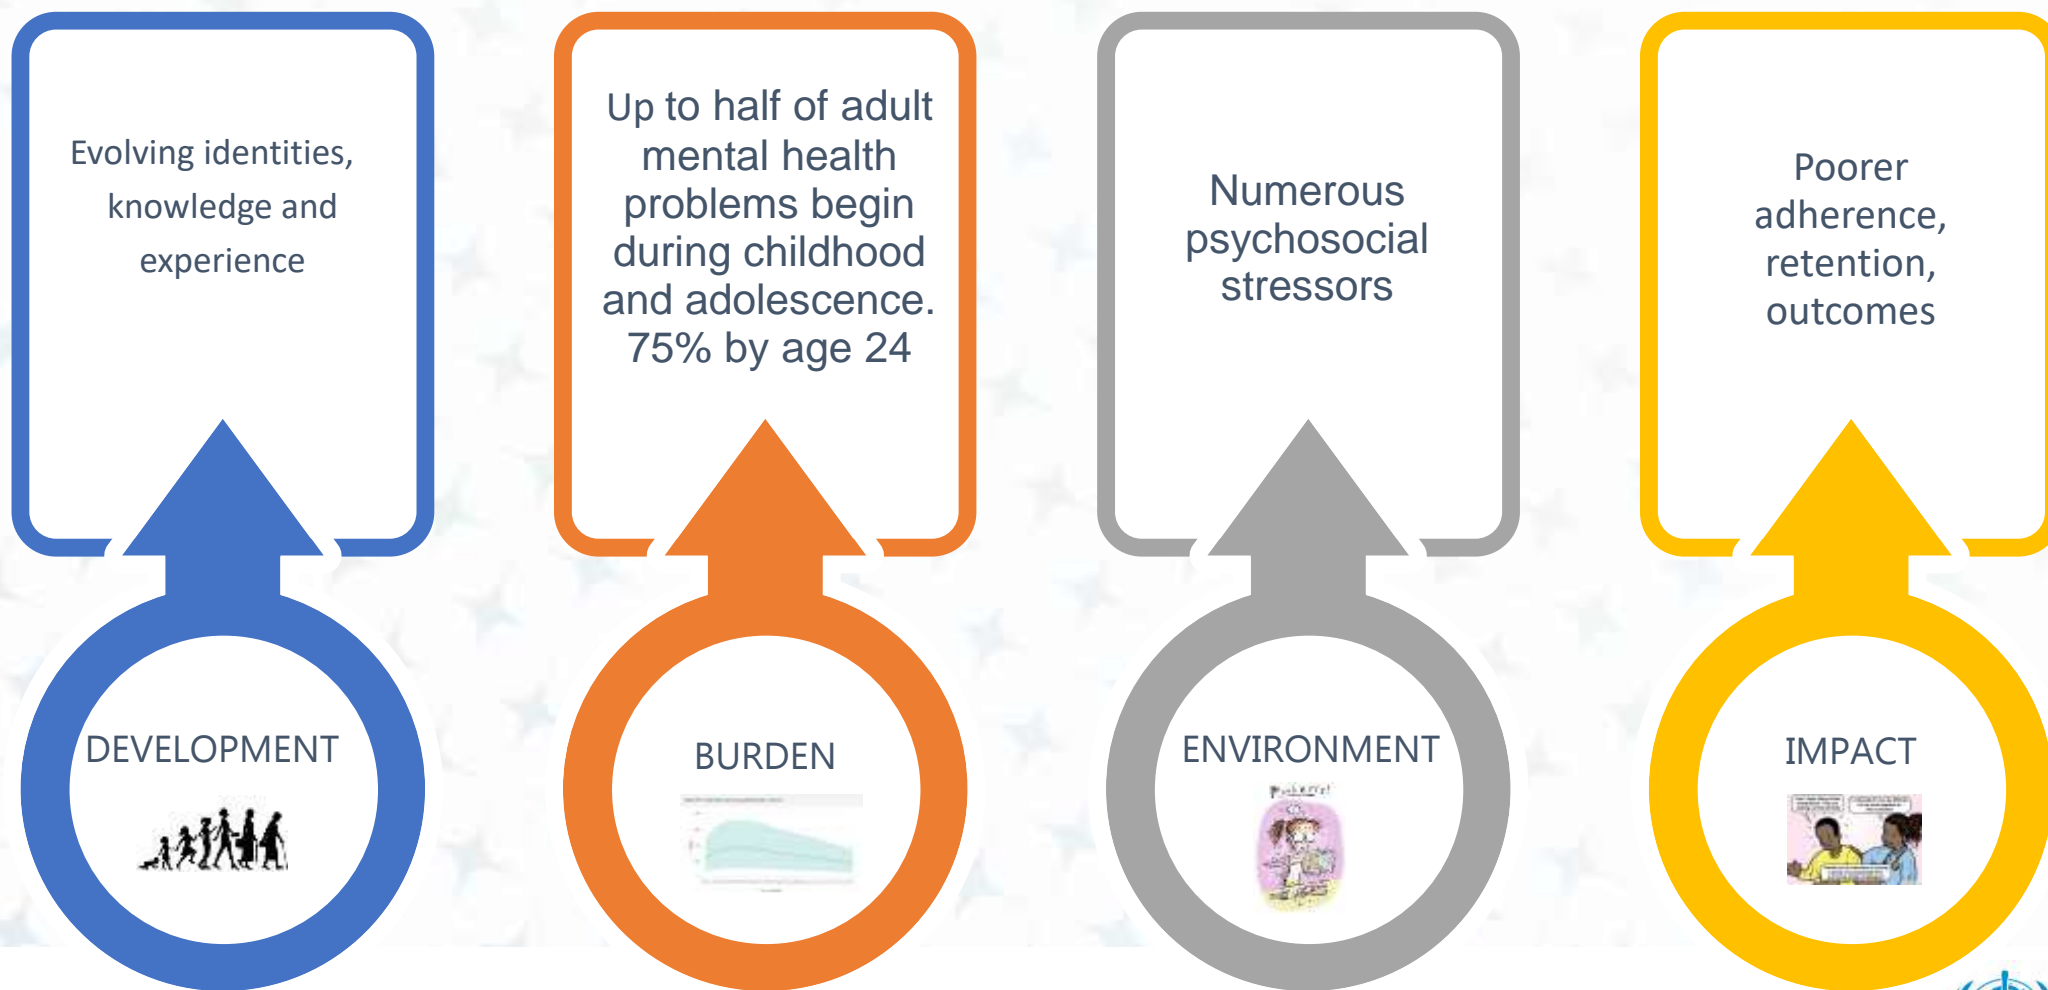 Evolving identities,
knowledge and
experience
Up to half of adult
mental health
problems begin
during childhood
and adolescence.
75% by age 24
Numerous
psychosocial
stressors
Poorer
adherence,
retention,
outcomes
DEVELOPMENT
BURDEN
ENVIRONMENT
IMPACT